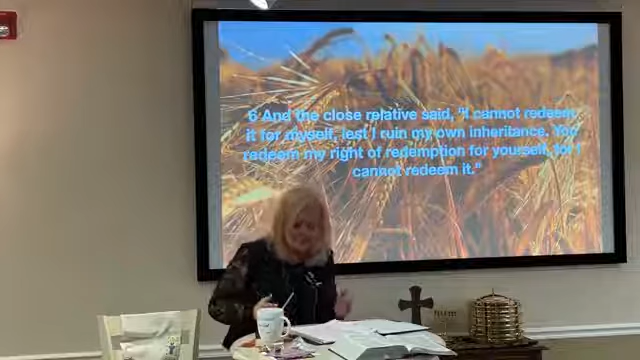 6 And the close relative said, "I cannot redeem
it for myself, lest I ruin my own inheritance. You
redeem my right of redemption for yourself, for I
cannot redeem it."